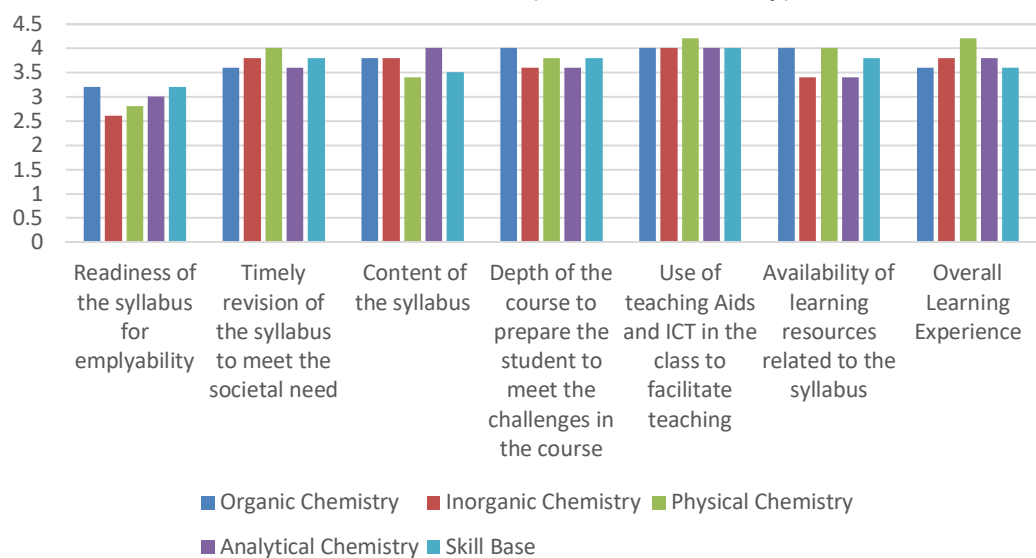 4.5
4
3.5
3
2.5
2
1.5
1
0.5
0
Readiness of
the syllabus
for
emplyability
Timely
revision of
the syllabus
to meet the
societal need
Content of
the syllabus
Depth of the
course to
prepare the
student to
meet the
challenges in
the course
Use of
teaching Aids
and ICT in the
class to
facilitate
teaching
Availability of
learning
resources
related to the
syllabus
Overall
Learning
Experience
Organic Chemistry
Inorganic Chemistry
Physical Chemistry
Analytical Chemistry
Skill Base